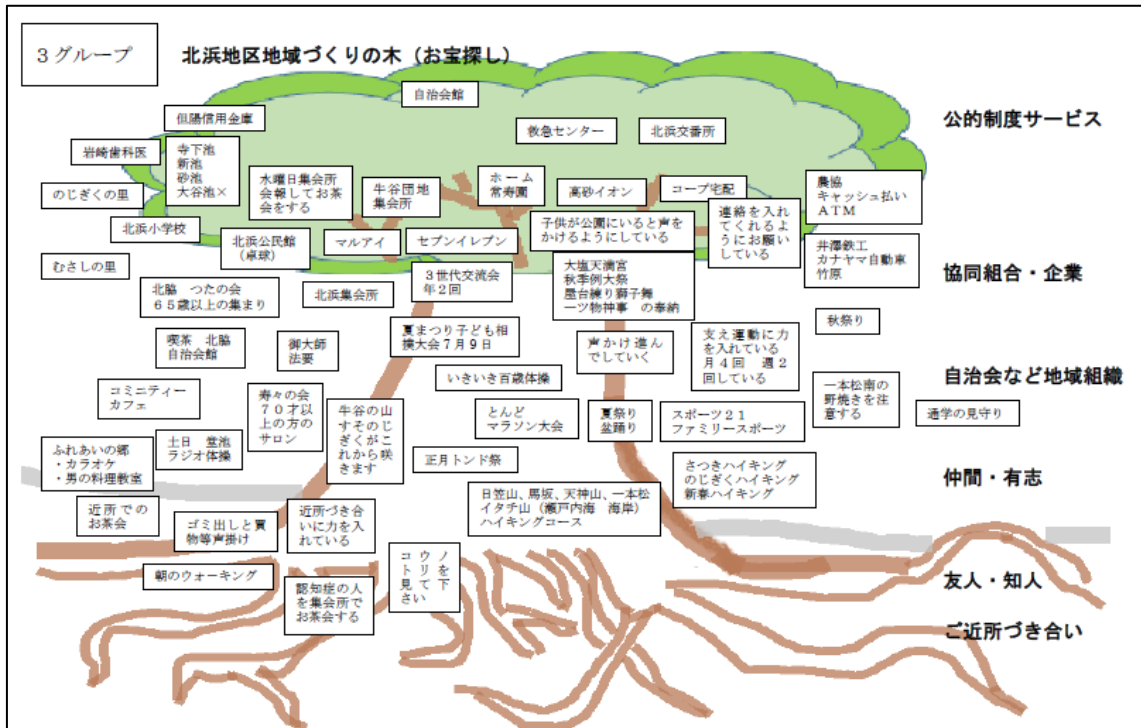 3グループ
北浜地区地域づくりの木（お宝探し）
自治会館
但陽信用金庫
救急センター
北浜交番所
公的制度サービス
岩崎歯科医
寺下池
新池
砂池
大谷池×
水曜日集会所
会報してお茶
会をする
牛谷団地
集会所
ホーム
常寿園
高砂イオン
コープ宅配
農協
キャッシュ払い
ATM
のじぎくの里
北浜小学校
北浜公民館
（卓球）
マルアイ
セブンイレブン
子供が公園にいると声を
かけるようにしている
連絡を入れ
てくれるよ
うにお願い
している
井澤鉄工
カナヤマ自動車
竹原
協同組合・企業
むさしの里
北脇 つたの会
65歳以上の集まり
北浜集会所
3世代交流会
年2回
大塩天満宮
秋季例大祭
屋台練り獅子舞
一ツ物神事 の奉納
秋祭り
喫茶 北脇
自治会館
御大師
法要
夏まつり子ども相
撲大会7月9日
声かけ進ん
でしていく
支え運動に力
を入れている
月4回 週2
回している
自治会など地域組織
コミニティー
カフェ
寿々の会
70才以
上の方の
サロン
牛谷の山
すそのじ
ぎくがこ
れから咲
きます
いきいき百歳体操
とんど
マラソン大会
夏祭り
盆踊り
スポーツ21
ファミリースポーツ
一本松南の
野焼きを注
意する
通学の見守り
ふれあいの郷
・カラオケ
・男の料理教室
土日 堂池
ラジオ体操
正月トンド祭
さつきハイキング
のじぎくハイキング
新春ハイキング
仲間・有志
近所での
お茶会
ゴミ出しと買
物等声掛け
近所づき合
いに力を入
れている
日笠山、馬坂、天神山、一本松
イタチ山（瀬戸内海 海岸）
ハイキングコース
朝のウォーキング
認知症の人
を集会所で
お茶会する
コウノ
トリを
見て下
さい
友人・知人
ご近所づき合い